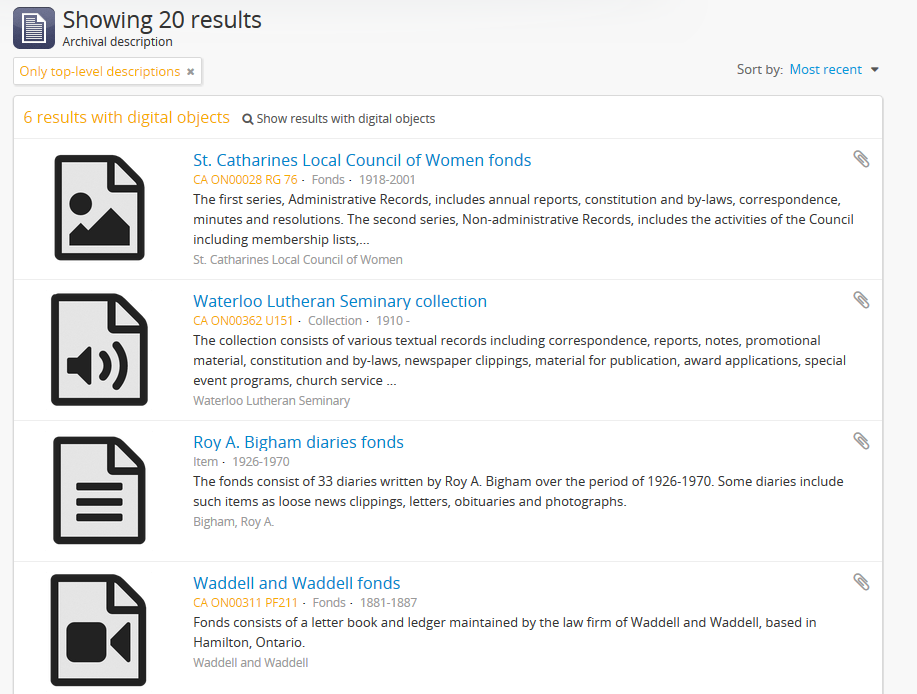 Showing 20 results
Archival description
Only top-level descriptions ×
Sort by: Most recent
6 results with digital objects Show results with digital objects
St. Catharines Local Council of Women fonds
CA ON00028 RG 76 · Fonds · 1918-2001
The first series, Administrative Records, includes annual reports, constitution and by-laws, correspondence,
minutes and resolutions. The second series, Non-administrative Records, includes the activities of the Council
including membership lists,...
St. Catharines Local Council of Women
Waterloo Lutheran Seminary collection
CA ON00362 U151 · Collection · 1910 -
The collection consists of various textual records including correspondence, reports, notes, promotional
material, constitution and by-laws, newspaper clippings, material for publication, award applications, special
event programs, church service ...
Waterloo Lutheran Seminary
Roy A. Bigham diaries fonds
Item · 1926-1970
The fonds consist of 33 diaries written by Roy A. Bigham over the period of 1926-1970. Some diaries include
such items as loose news clippings, letters, obituaries and photographs.
Bigham, Roy A.
Waddell and Waddell fonds
CA ON00311 PF211 · Fonds · 1881-1887
Fonds consists of a letter book and ledger maintained by the law firm of Waddell and Waddell, based in
Hamilton, Ontario.
Waddell and Waddell